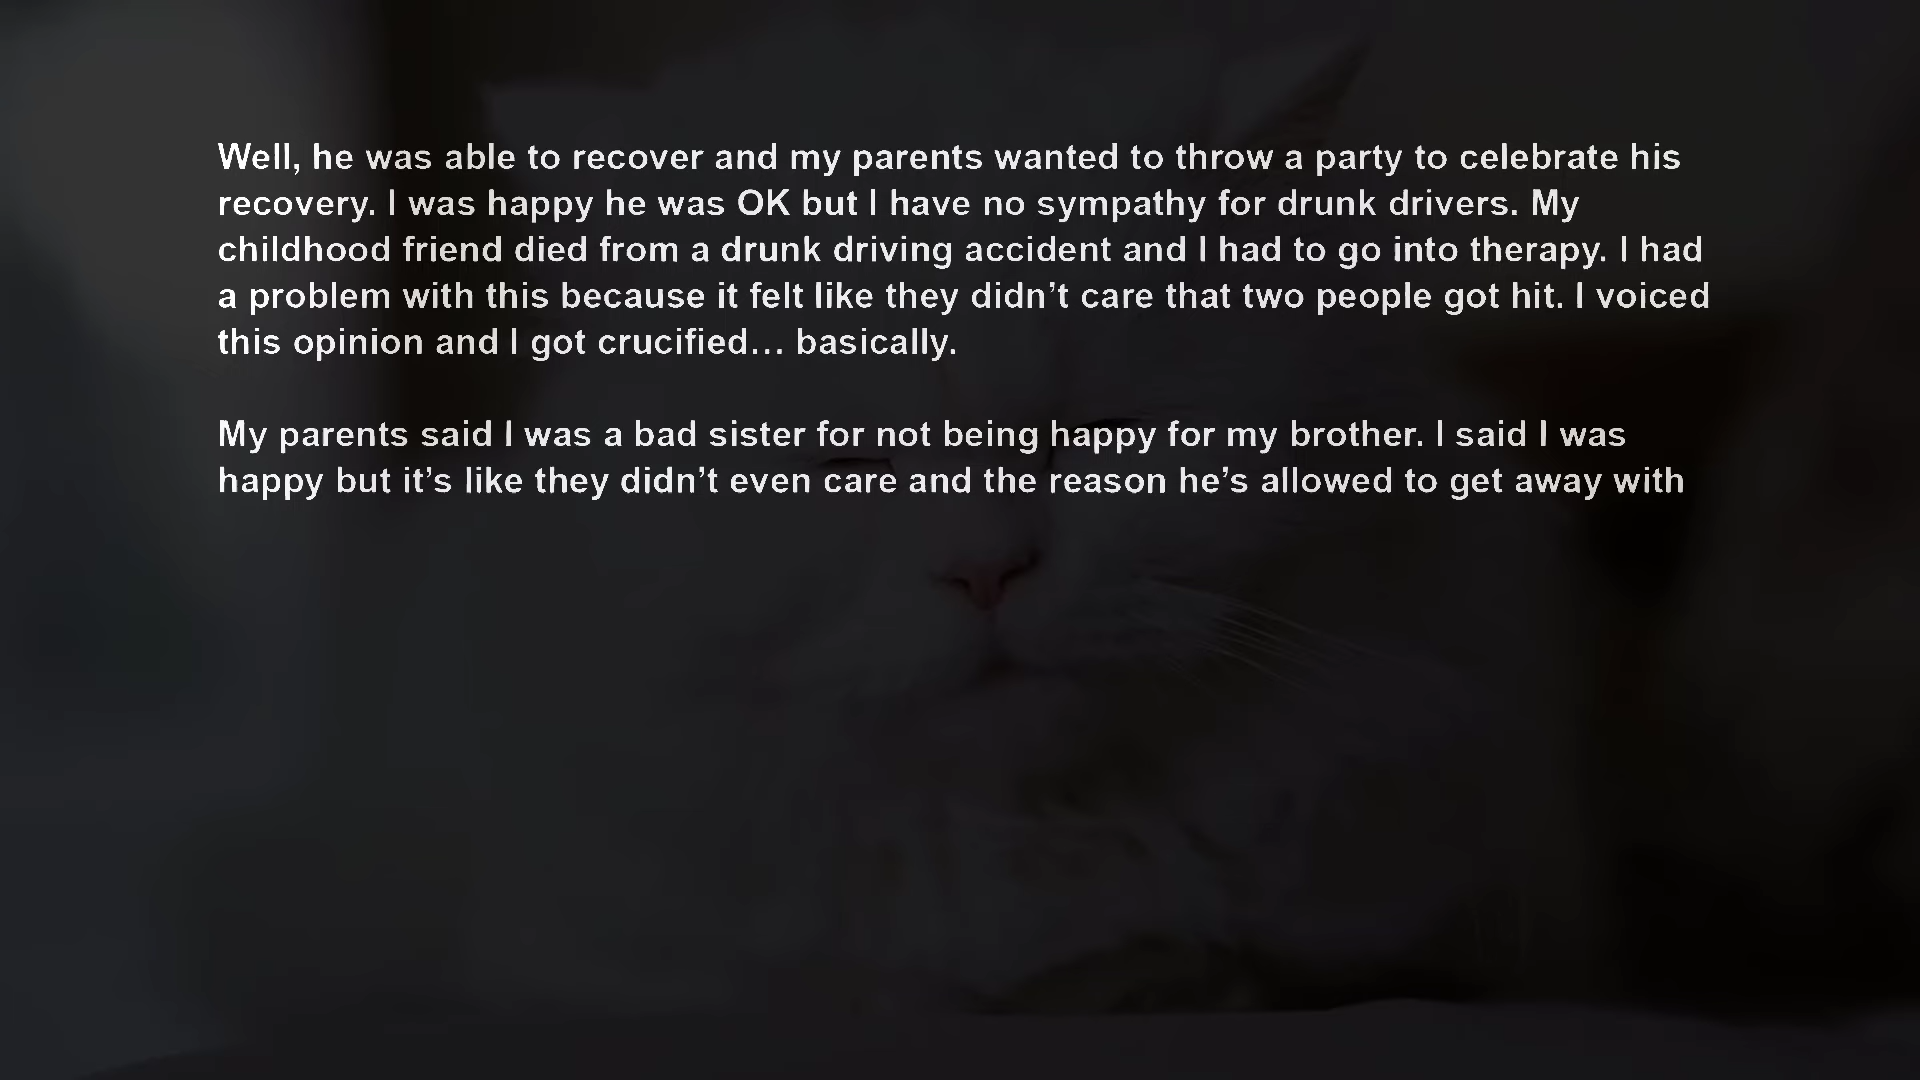 Well, he was able to recover and my parents wanted to throw a party to celebrate his
recovery. I was happy he was OK but I have no sympathy for drunk drivers. My
childhood friend died from a drunk driving accident and I had to go into therapy. I had
a problem with this because it felt like they didn’t care that two people got hit. I voiced
this opinion and I got crucified... basically.
My parents said I was a bad sister for not being happy for my brother. I said I was
happy but it’s like they didn’t even care and the reason he’s allowed to get away with